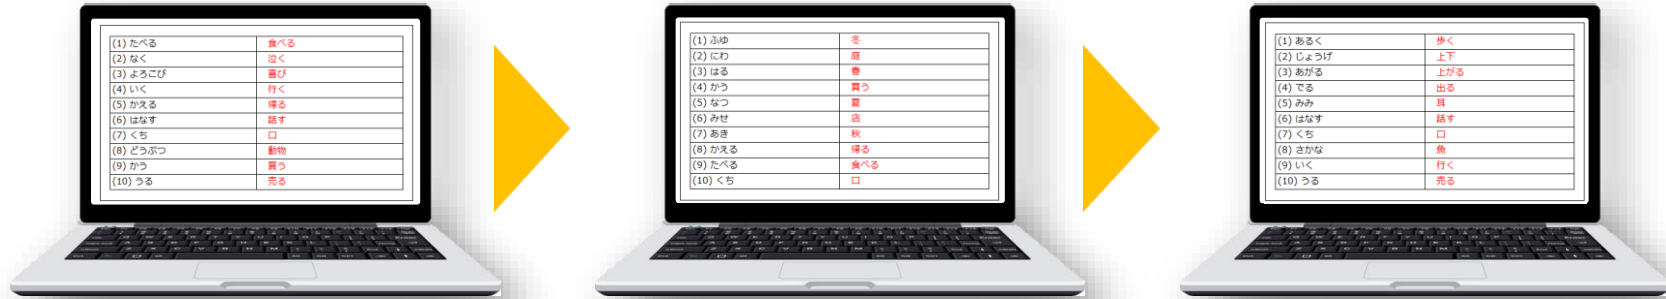 (1) たべる 食べる
(2) なく 泣く
(3) よろこび 喜び
(4) いく 行く
(5) かえる 帰る
(6) はなす 話す
(7) くち 口
(8) どうぶつ 動物
(9) かう 買う
(10) うる 売る
(1) ふゆ 冬
(2) にわ 庭
(3) はる 春
(4) かう 買う
(5) なつ 夏
(6) みせ 店
(7) あき 秋
(8) かえる 帰る
(9) たべる 食べる
(10) くち 口
(1) あるく 歩く
(2) じょうげ 上下
(3) あがる 上がる
(4) でる 出る
(5) みみ 耳
(6) はなす 話す
(7) くち 口
(8) さかな 魚
(9) いく 行く
(10) うる 売る